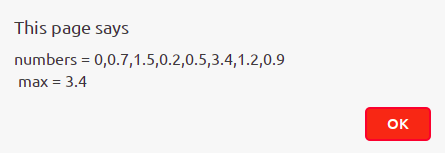 This page says
numbers = 0,0.7,1.5,0.2,0.5,3.4,1.2,0.9
max = 3.4
OK